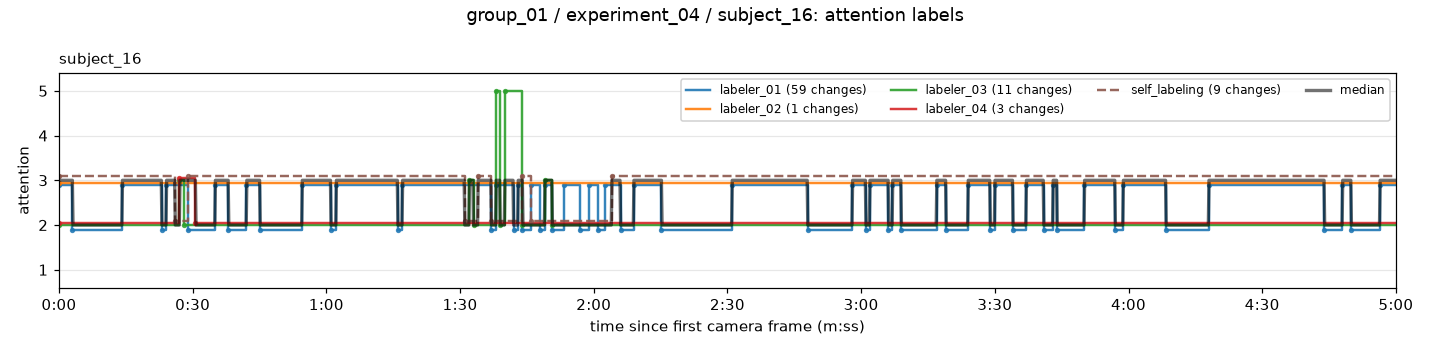 group_01 / experiment_04 / subject_16: attention labels
subject_16
labeler_01 (59 changes)
labeler_02 (1 changes)
labeler_03 (11 changes)
labeler_04 (3 changes)
self_labeling (9 changes)
median
attention
5
4
3
2
1
0:00 0:30 1:00 1:30 2:00 2:30 3:00 3:30 4:00 4:30 5:00
time since first camera frame (m:ss)